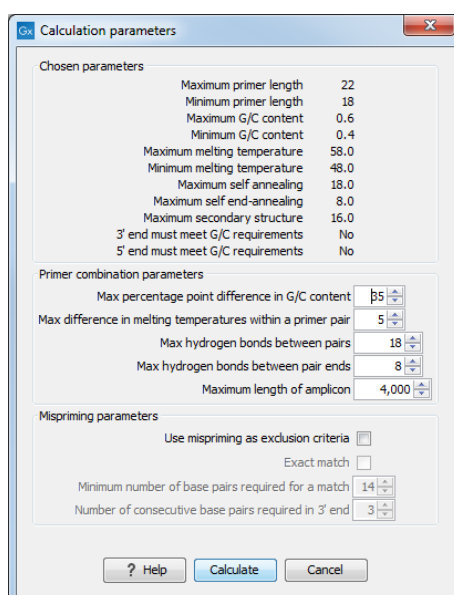 Gx Calculation parameters
Chosen parameters
Maximum primer length 22
Minimum primer length 18
Maximum G/C content 0.6
Minimum G/C content 0.4
Maximum melting temperature 58.0
Minimum melting temperature 48.0
Maximum self annealing 18.0
Maximum self end-annealing 8.0
Maximum secondary structure 16.0
3' end must meet G/C requirements No
5' end must meet G/C requirements No
Primer combination parameters
Max percentage point difference in G/C content 35
Max difference in melting temperatures within a primer pair 5
Max hydrogen bonds between pairs 18
Max hydrogen bonds between pair ends 8
Maximum length of amplicon 4,000
Mispriming parameters
Use mispriming as exclusion criteria
Exact match
Minimum number of base pairs required for a match 14
Number of consecutive base pairs required in 3' end 3
? Help Calculate Cancel